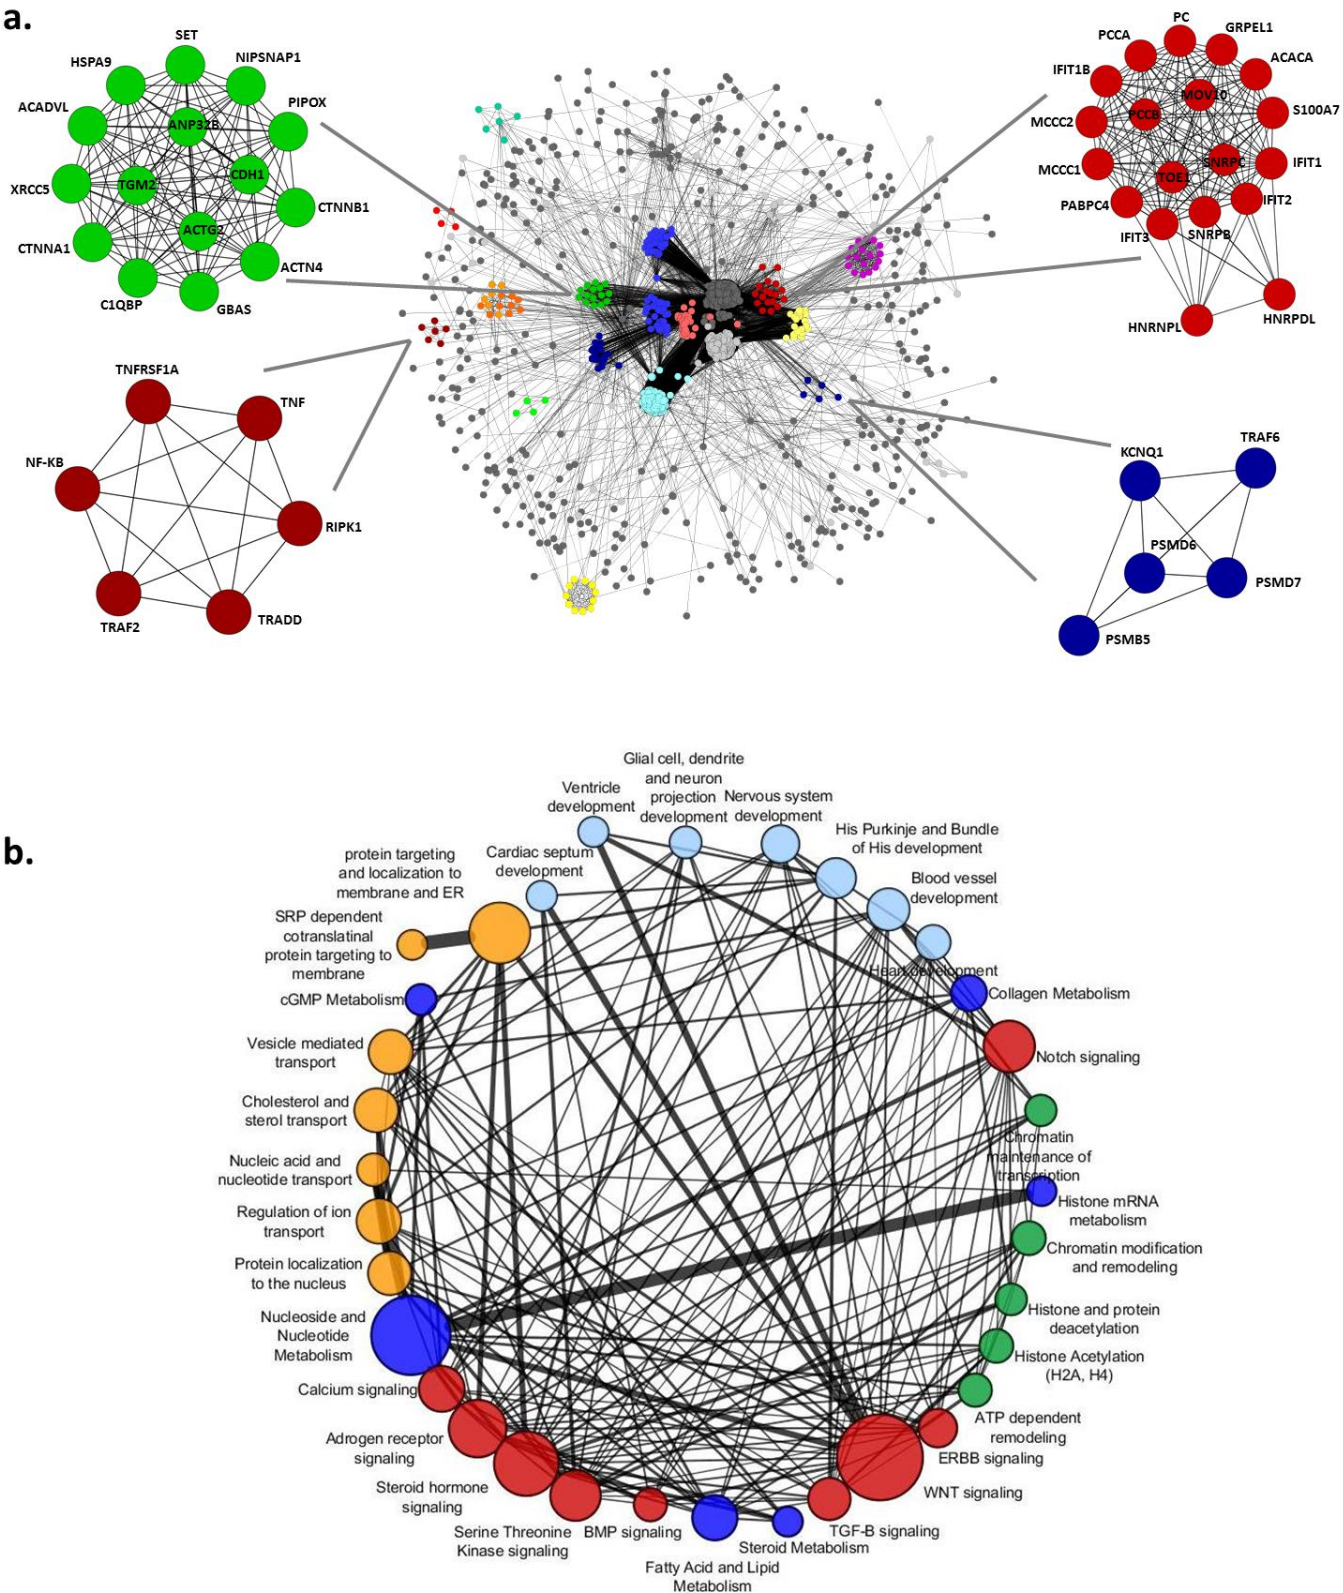 a.
SET
HSPA9
NIPSNAP1
ACADVL
PIPOX
ANP32B
XRCC5
TGM2
CDH1
CTNNB1
CTNNA1
ACTG2
ACTN4
C1QBP
GBAS
PC
PCCA
GRPEL1
IFIT1B
ACACA
MOV10
MCCC2
PCCB
S100A7
MCCC1
SNRPC
IFIT1
TOE1
PABPC4
IFIT2
IFIT3
SNRPB
HNRNPL
HNRPDL
TNFRSF1A
TNF
NF-KB
RIPK1
TRAF2
TRADD
KCNQ1
TRAF6
PSMD6
PSMD7
PSMB5
b.
Glial cell, dendrite
and neuron
projection
development
Ventricle
development
Nervous system
development
His Purkinje and Bundle
of His development
Cardiac septum
development
Blood vessel
development
protein targeting
and localization to
membrane and ER
SRP dependent
cotranslatinal
protein targeting to
membrane
Heart development
cGMP Metabolism
Collagen Metabolism
Vesicle mediated
transport
Notch signaling
Cholesterol and
sterol transport
Chromatin
maintenance of
transcription
Nucleic acid and
nucleotide transport
Histone mRNA
metabolism
Regulation of ion
transport
Chromatin modification
and remodeling
Protein localization
to the nucleus
Histone and protein
deacetylation
Nucleoside and
Nucleotide
Metabolism
Histone Acetylation
(H2A, H4)
Calcium signaling
ATP dependent
remodeling
Adrogen receptor
signaling
ERBB signaling
Steroid hormone
signaling
WNT signaling
Serine Threonine
Kinase signaling
BMP signaling
TGF-B signaling
Steroid Metabolism
Fatty Acid and Lipid
Metabolism